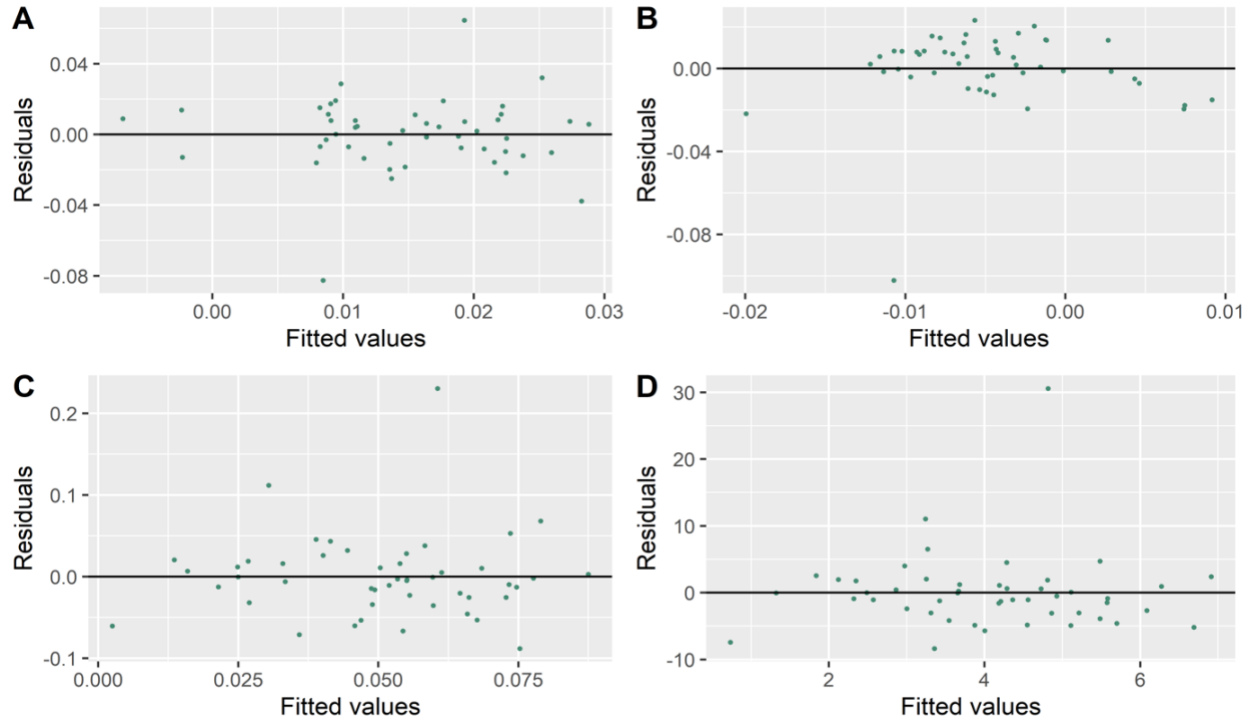 A
Residuals
0.04
0.00
-0.04
-0.08
0.00
0.01
0.02
0.03
Fitted values
B
Residuals
0.00
-0.04
-0.08
-0.02
-0.01
0.00
0.01
Fitted values
C
Residuals
0.2
0.1
0.0
-0.1
0.000
0.025
0.050
0.075
Fitted values
D
Residuals
30
20
10
0
-10
2
4
6
Fitted values